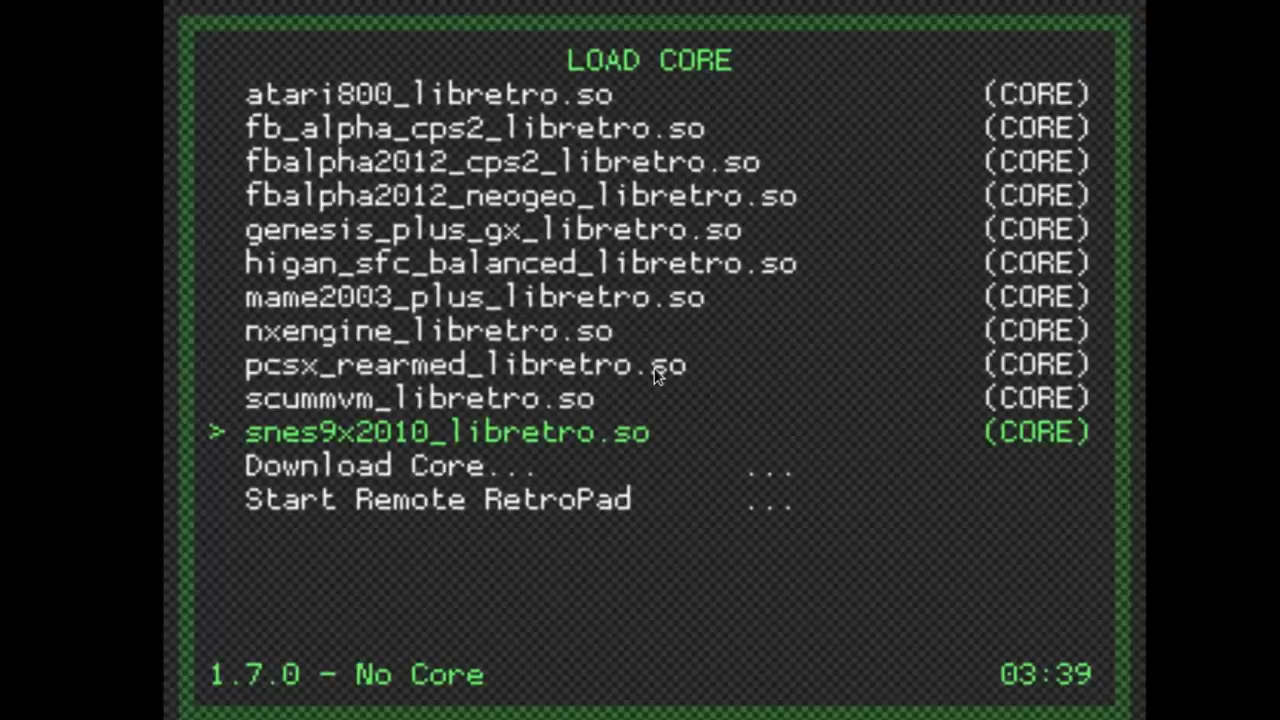 LOAD CORE
atari800_libretro.so (CORE)
fb_alpha_cps2_libretro.so (CORE)
fbalpha2012_cps2_libretro.so (CORE)
fbalpha2012_neogeo_libretro.so (CORE)
genesis_plus_gx_libretro.so (CORE)
higan_sfc_balanced_libretro.so (CORE)
mame2003_plus_libretro.so (CORE)
nxengine_libretro.so (CORE)
pcsx_rearmed_libretro.so (CORE)
scummvm_libretro.so (CORE)
> snes9x2010_libretro.so (CORE)
Download Core... ...
Start Remote RetroPad ...
1.7.0 - No Core 03:39